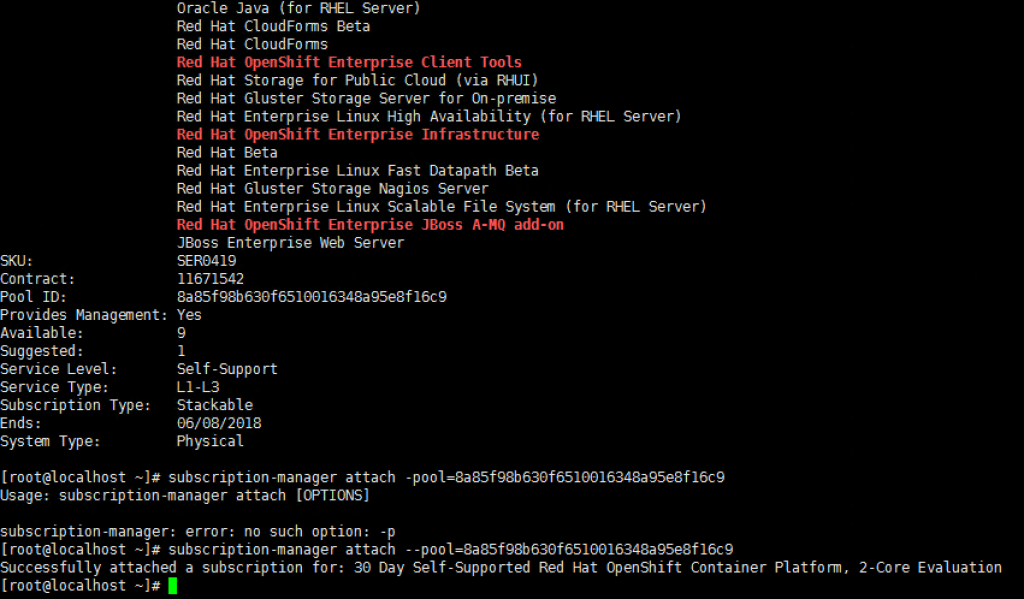 Oracle Java (for RHEL Server)
Red Hat CloudForms Beta
Red Hat CloudForms
Red Hat OpenShift Enterprise Client Tools
Red Hat Storage for Public Cloud (via RHUI)
Red Hat Gluster Storage Server for On-premise
Red Hat Enterprise Linux High Availability (for RHEL Server)
Red Hat OpenShift Enterprise Infrastructure
Red Hat Beta
Red Hat Enterprise Linux Fast Datapath Beta
Red Hat Gluster Storage Nagios Server
Red Hat Enterprise Linux Scalable File System (for RHEL Server)
Red Hat OpenShift Enterprise JBoss A-MQ add-on
JBoss Enterprise Web Server
SKU: SER0419
Contract: 11671542
Pool ID: 8a85f98b630f6510016348a95e8f16c9
Provides Management: Yes
Available: 9
Suggested: 1
Service Level: Self-Support
Service Type: L1-L3
Subscription Type: Stackable
Ends: 06/08/2018
System Type: Physical
[root@localhost ~]# subscription-manager attach -pool=8a85f98b630f6510016348a95e8f16c9
Usage: subscription-manager attach [OPTIONS]
subscription-manager: error: no such option: -p
[root@localhost ~]# subscription-manager attach --pool=8a85f98b630f6510016348a95e8f16c9
Successfully attached a subscription for: 30 Day Self-Supported Red Hat OpenShift Container Platform, 2-Core Evaluation
[root@localhost ~]#